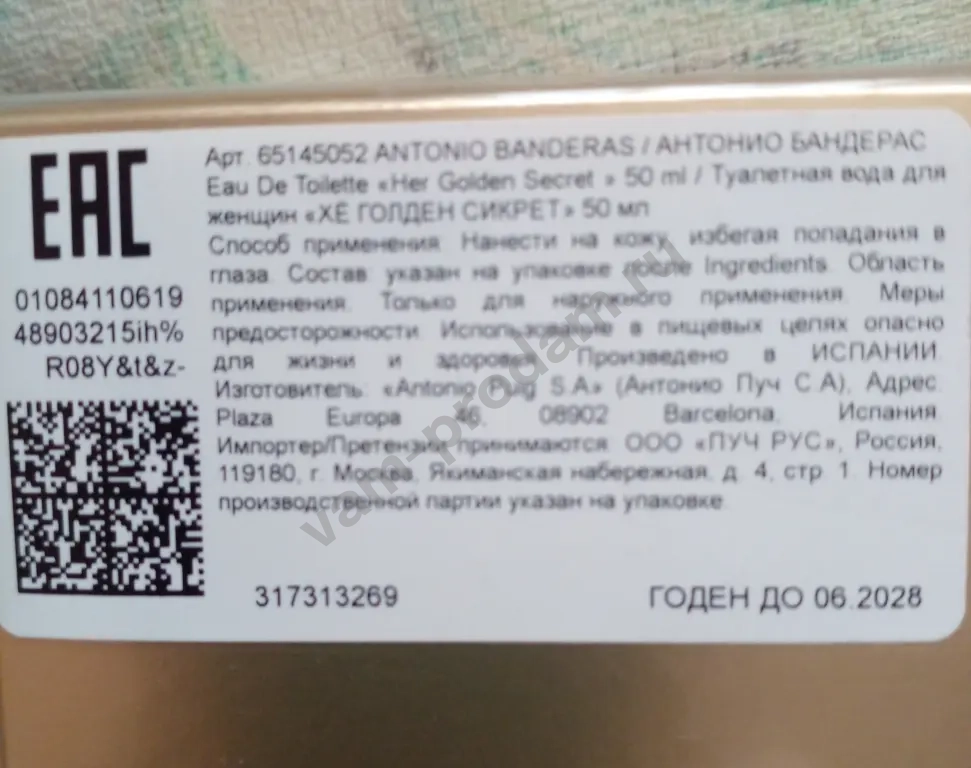 EAC
01084110619
48903215ih%
R08Y&t&z-
Арт. 65145052 ANTONIO BANDERAS / АНТОНИО БАНДЕРАС
Eau De Toilette «Her Golden Secret » 50 ml / Туалетная вода для
женщин «ХЁ ГОЛДЕН СИКРЕТ» 50 мл
Способ применения: Нанести на кожу, избегая попадания в
глаза. Состав: указан на упаковке после Ingredients. Область
применения: Только для наружного применения. Меры
предосторожности: Использование в пищевых целях опасно
для жизни и здоровья. Произведено в ИСПАНИИ.
Изготовитель: «Antonio Puig S.A» (Антонио Пуч С.А), Адрес:
Plaza Europa 46, 08902 Barcelona, Испания.
Импортер/Претензии принимаются: ООО «ПУЧ РУС», Россия,
119180, г. Москва, Якиманская набережная, д. 4, стр 1. Номер
производственной партии указан на упаковке.
317313269
ГОДЕН ДО 06.2028
vam-prodam.ru